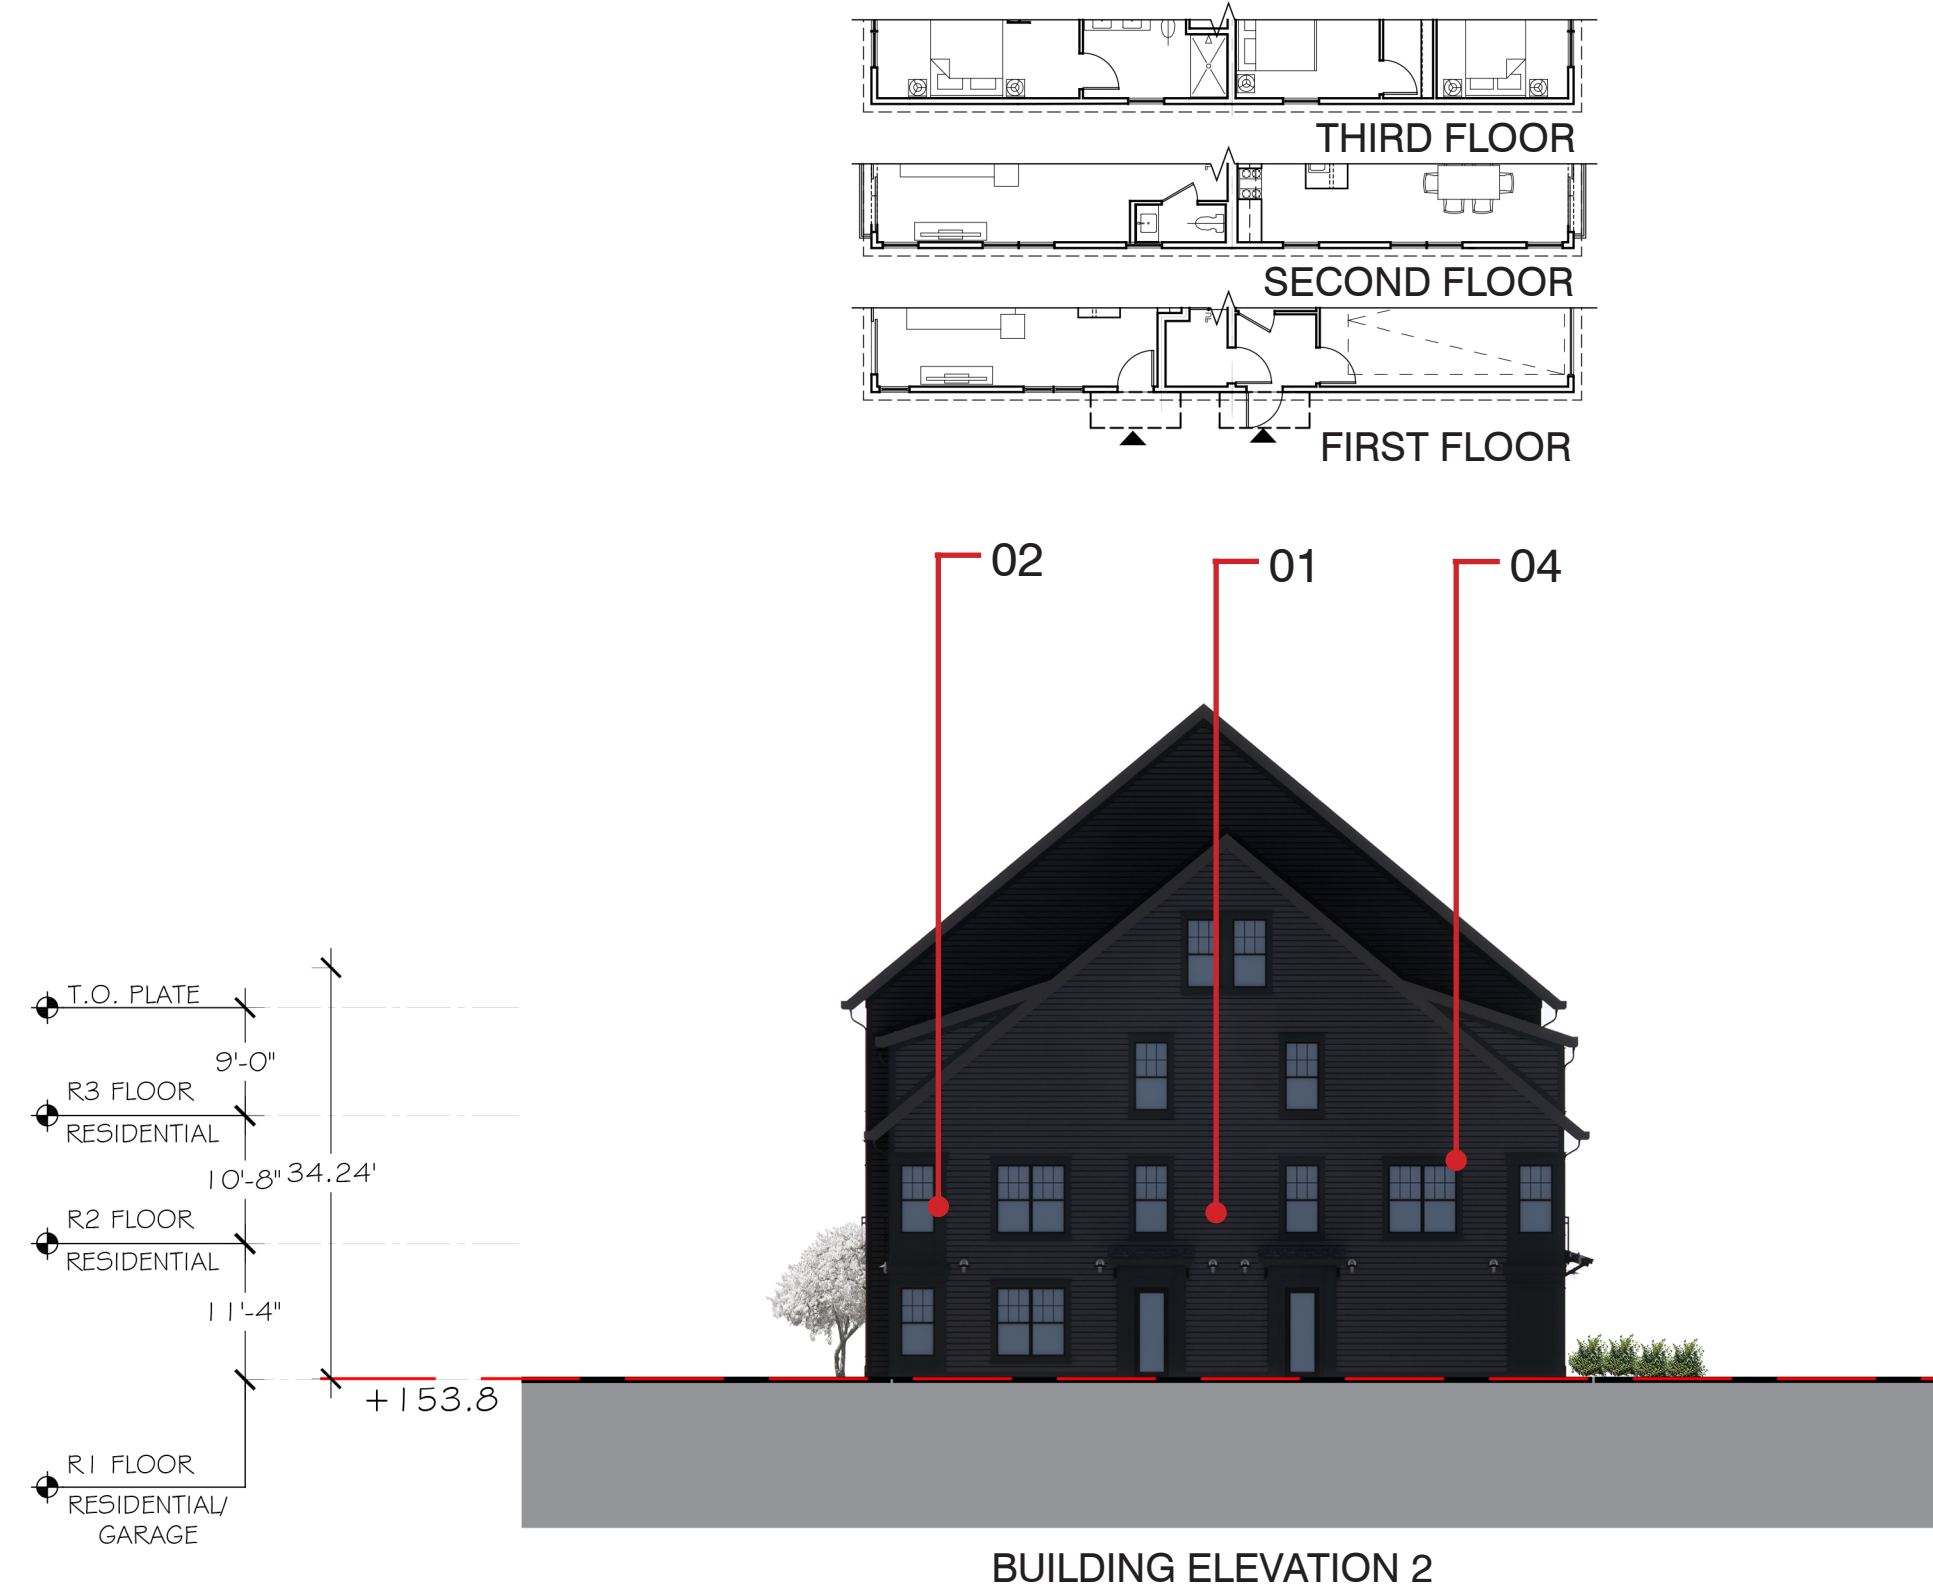 THIRD FLOOR
SECOND FLOOR
FIRST FLOOR
02
01
04
T.O. PLATE
9'-0"
R3 FLOOR
RESIDENTIAL
10'-8"
34.24'
R2 FLOOR
RESIDENTIAL
11'-4"
+153.8
R1 FLOOR
RESIDENTIAL/
GARAGE
BUILDING ELEVATION 2